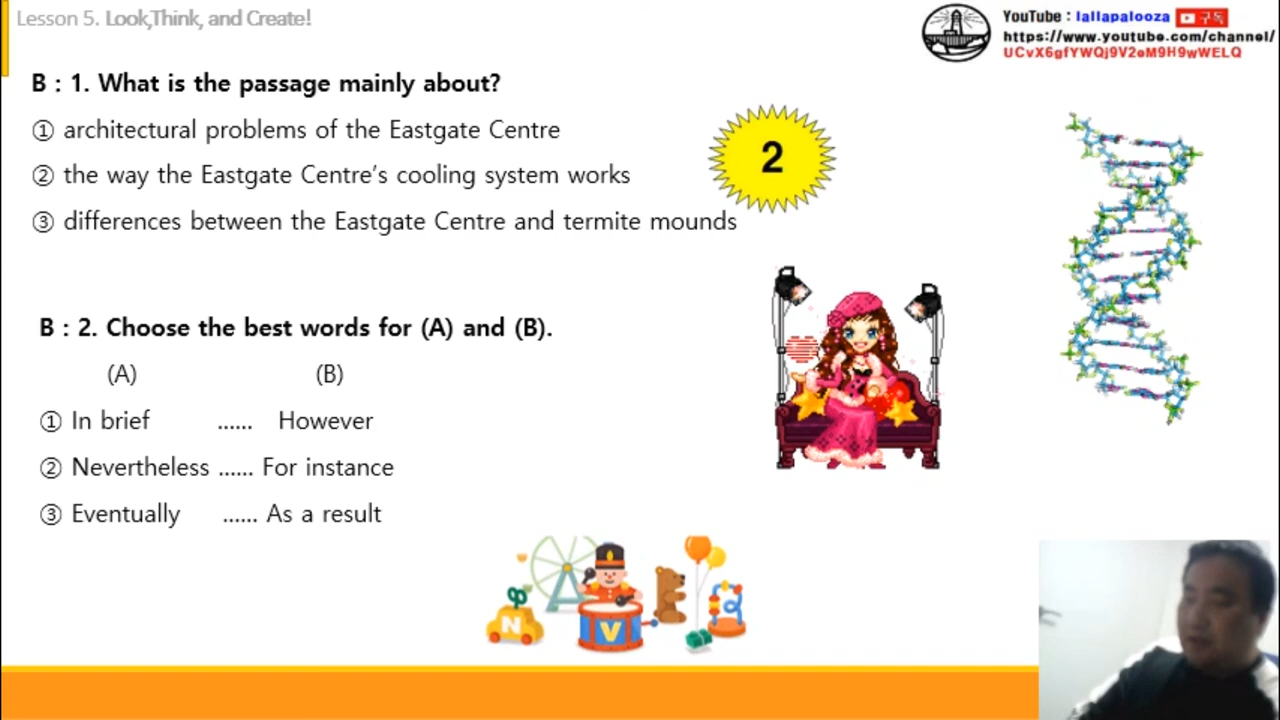 Lesson 5. Look,Think, and Create!
YouTube : lallapalooza 구독
https://www.youtube.com/channel/
UCvX6gfYWQj9V2eM9H9wWELQ
B : 1. What is the passage mainly about?
① architectural problems of the Eastgate Centre
② the way the Eastgate Centre's cooling system works
③ differences between the Eastgate Centre and termite mounds
2
B : 2. Choose the best words for (A) and (B).
(A) (B)
① In brief ...... However
② Nevertheless ...... For instance
③ Eventually ...... As a result
N V